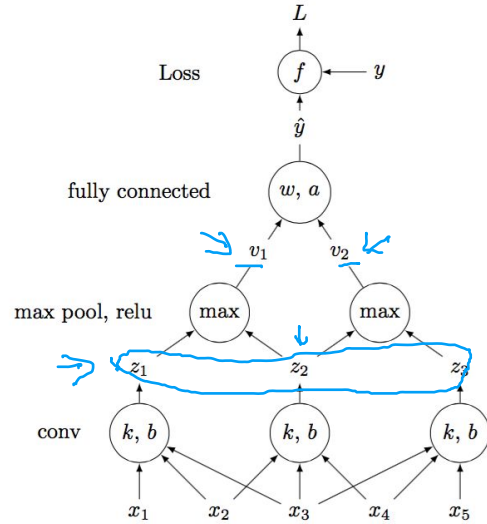 L
Loss f y
ŷ
fully connected w, a
v₁ v₂
max pool, relu max max
z₁ z₂ z₃
conv k, b k, b k, b
x₁ x₂ x₃ x₄ x₅